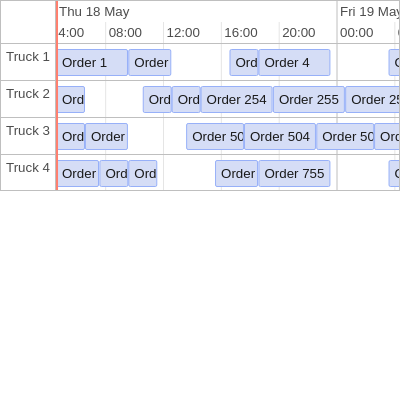 Thu 18 May Fri 19 May
4:00 08:00 12:00 16:00 20:00 00:00
Truck 1 Order 1 Order Ord Order 4
Truck 2 Ord Ord Ord Order 254 Order 255 Order 25
Truck 3 Ord Order Order 50 Order 504 Order 50 Ord
Truck 4 Order Ord Ord Order Order 755